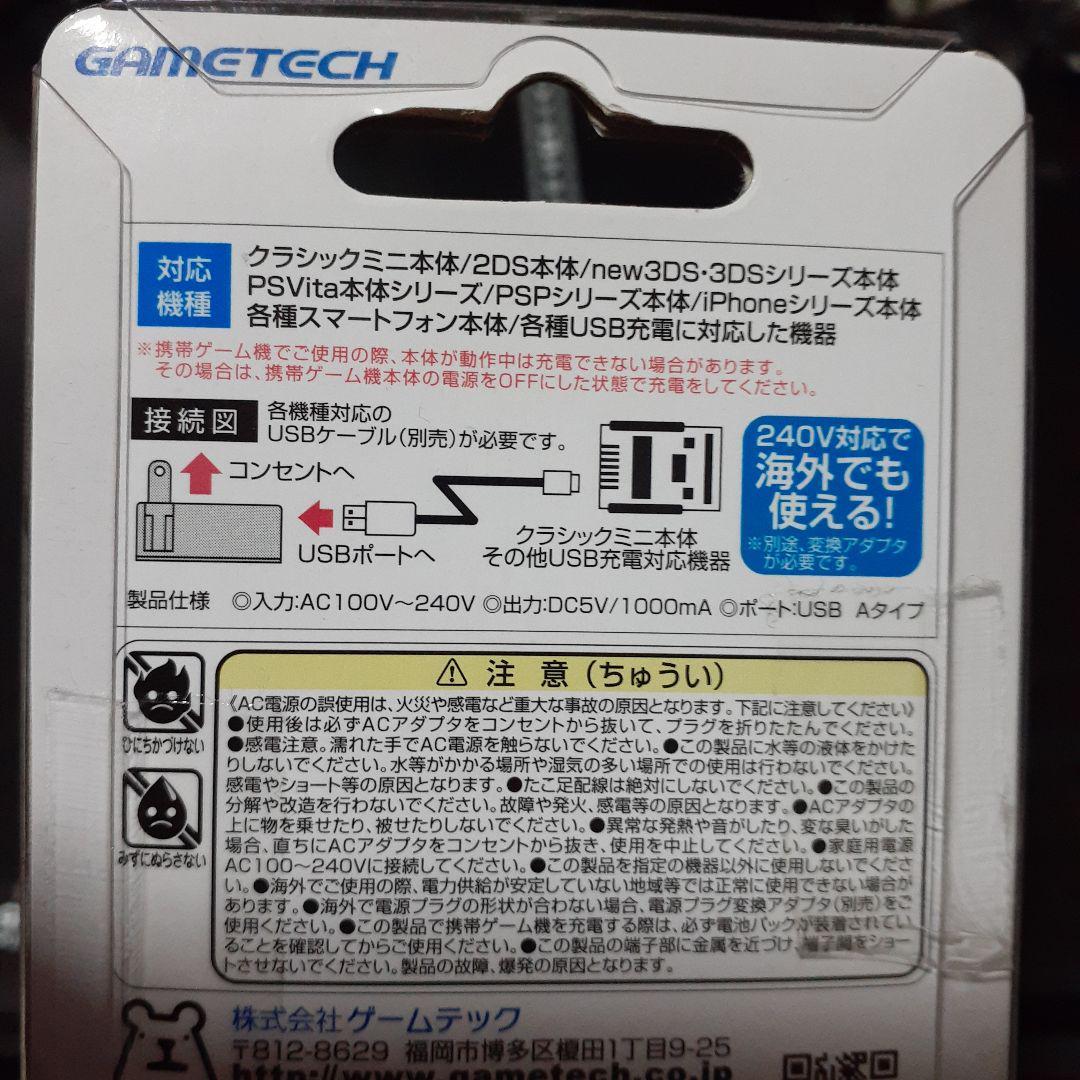 GAMETECH
対応
機種
クラシックミニ本体/2DS本体/new3DS・3DSシリーズ本体
PSVita本体シリーズ/PSPシリーズ本体/iPhoneシリーズ本体
各種スマートフォン本体/各種USB充電に対応した機器
※携帯ゲーム機でご使用の際、本体が動作中は充電できない場合があります。
その場合は、携帯ゲーム機本体の電源をOFFにした状態で充電をしてください。
接続図
各機種対応の
USBケーブル(別売)が必要です。
コンセントへ
USBポートへ
クラシックミニ本体
その他USB充電対応機器
240V対応で
海外でも
使える!
※別途、変換アダプタ
が必要です。
製品仕様 ◎入力:AC100V～240V ◎出力:DC5V/1000mA ◎ポート:USB Aタイプ
ひにちかづけない
みずにぬらさない
⚠ 注 意 (ちゅうい)
《AC電源の誤使用は、火災や感電など重大な事故の原因となります。下記に注意してください》
●使用後は必ずACアダプタをコンセントから抜いて、プラグを折りたたんでください。
●感電注意。濡れた手でAC電源を触らないでください。●この製品に水等の液体をかけた
りしないでください。水等がかかる場所や湿気の多い場所での使用は行わないでください。
感電やショート等の原因となります。●たこ足配線は絶対にしないでください。●この製品の
分解や改造を行わないでください。故障や発火、感電等の原因となります。●ACアダプタの
上に物を乗せたり、被せたりしないでください。●異常な発熱や音がしたり、変な臭いがした
場合、直ちにACアダプタをコンセントから抜き、使用を中止してください。●家庭用電源
AC100～240Vに接続してください。●この製品を指定の機器以外に使用しないでくださ
い。●海外でご使用の際、電力供給が安定していない地域等では正常に使用できない場合が
あります。●海外で電源プラグの形状が合わない場合、電源プラグ変換アダプタ(別売)をご
使用ください。●この製品で携帯ゲーム機を充電する際は、必ず電池パックが装着されてい
ることを確認してからご使用ください。●この製品の端子部に金属を近づけ、端子間をショー
トさせないでください。製品の故障、爆発の原因となります。
株式会社ゲームテック
〒812-8629 福岡市博多区榎田1丁目9-25
http://www.gametech.co.jp